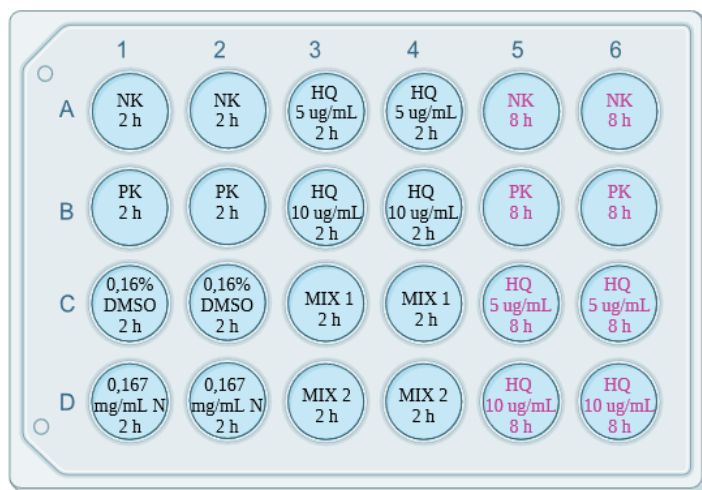 1 2 3 4 5 6
A
NK
2 h
NK
2 h
HQ
5 ug/mL
2 h
HQ
5 ug/mL
2 h
NK
8 h
NK
8 h
B
PK
2 h
PK
2 h
HQ
10 ug/mL
2 h
HQ
10 ug/mL
2 h
PK
8 h
PK
8 h
C
0,16%
DMSO
2 h
0,16%
DMSO
2 h
MIX 1
2 h
MIX 1
2 h
HQ
5 ug/mL
8 h
HQ
5 ug/mL
8 h
D
0,167
mg/mL N
2 h
0,167
mg/mL N
2 h
MIX 2
2 h
MIX 2
2 h
HQ
10 ug/mL
8 h
HQ
10 ug/mL
8 h